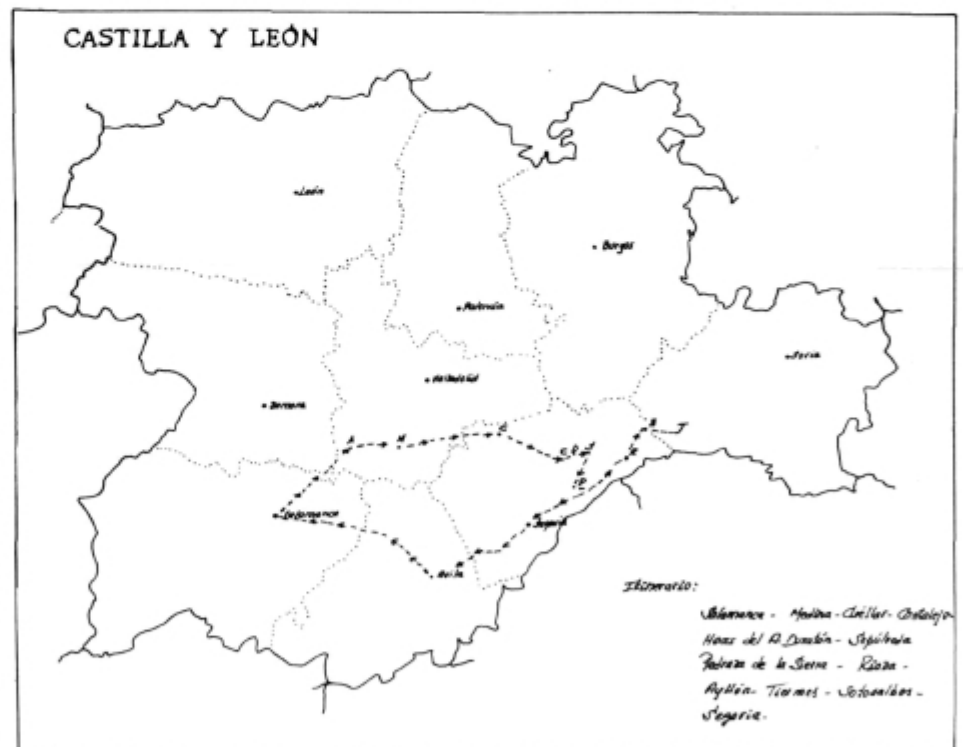 CASTILLA Y LEÓN
León
Burgos
Palencia
Soria
Valladolid
Zamora
A
M
C
S
C.
P
R
T
Salamanca
Segovia
Avila
Itinerario:
Salamanca - Medina - Cuéllar - Cantalejo
Hoces del R. Duratón - Sepúlveda
Pedraza de la Sierra - Riaza -
Ayllón - Tiermes - Sotosalbos -
Segovia.